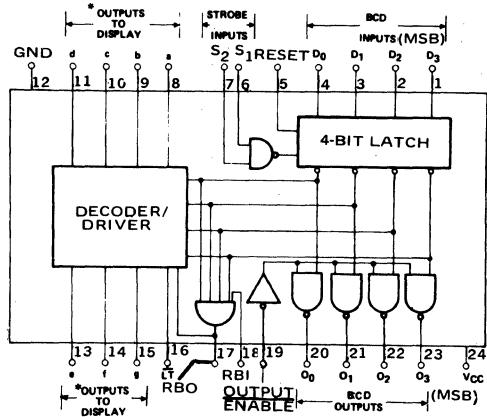 *OUTPUTS TO DISPLAY
STROBE INPUTS
BCD INPUTS (MSB)
GND d c b a S2 S1 RESET D0 D1 D2 D3
12 11 10 9 8 7 6 5 4 3 2 1
4-BIT LATCH
DECODER/
DRIVER
13 14 15 16 17 18 19 20 21 22 23 24
e f g LT RBO RBI OUTPUT ENABLE O0 O1 O2 O3 (MSB) VCC
*OUTPUTS TO DISPLAY
BCD OUTPUTS